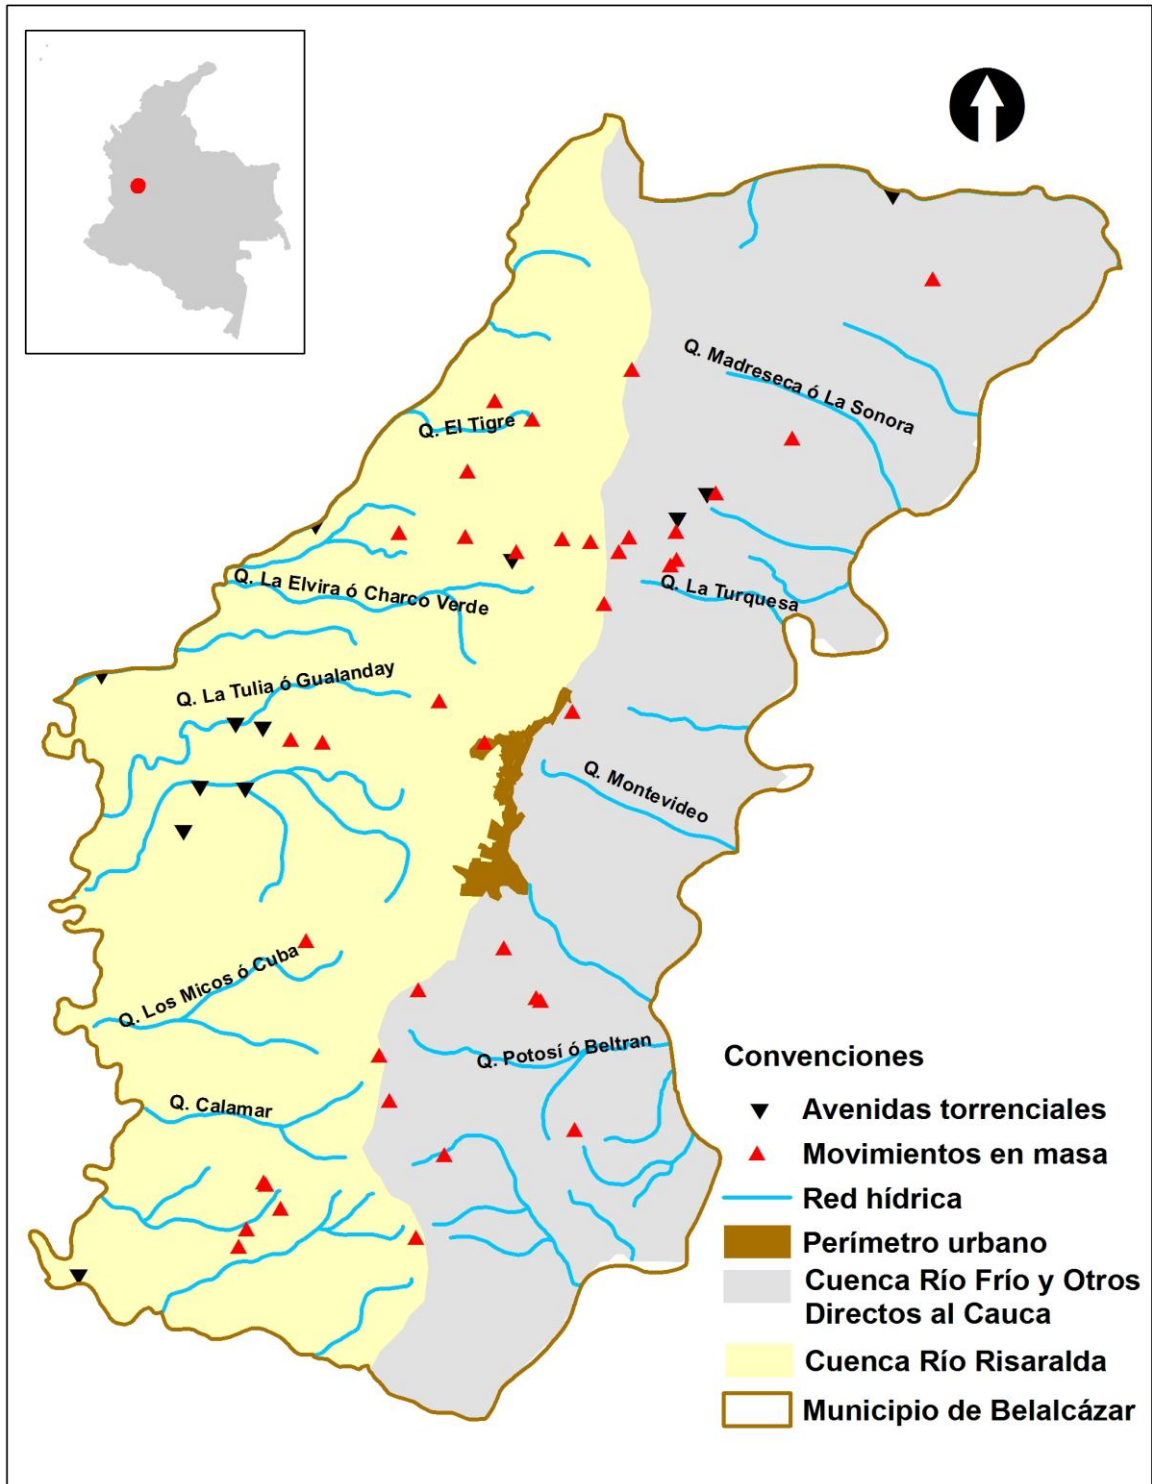 Q. Madreseca ó La Sonora
Q. El Tigre
Q. La Elvira ó Charco Verde
Q. La Turquesa
Q. La Tulia ó Gualanday
Q. Montevideo
Q. Los Micos ó Cuba
Q. Potosí ó Beltran
Q. Calamar
Convenciones
Avenidas torrenciales
Movimientos en masa
Red hídrica
Perímetro urbano
Cuenca Río Frío y Otros
Directos al Cauca
Cuenca Río Risaralda
Municipio de Belalcázar